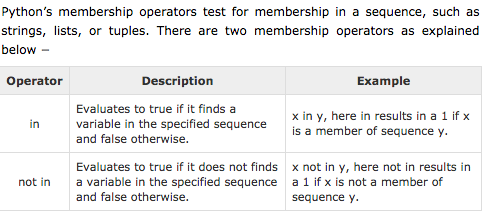 Python’s membership operators test for membership in a sequence, such as
strings, lists, or tuples. There are two membership operators as explained
below −
Operator Description Example
in
Evaluates to true if it finds a
variable in the specified sequence
and false otherwise.
x in y, here in results in a 1 if x
is a member of sequence y.
not in
Evaluates to true if it does not finds
a variable in the specified sequence
and false otherwise.
x not in y, here not in results in
a 1 if x is not a member of
sequence y.